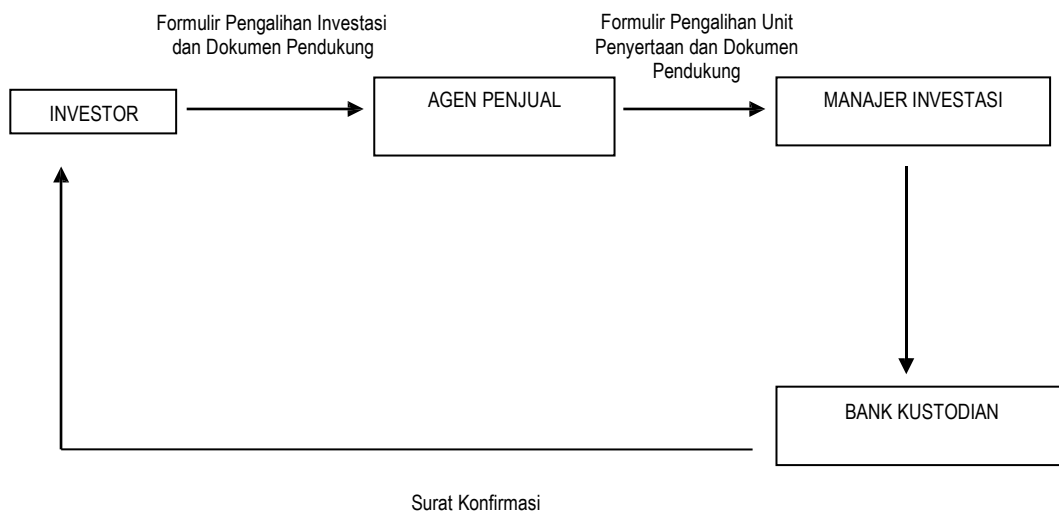 Formulir Pengalihan Investasi
dan Dokumen Pendukung
Formulir Pengalihan Unit
Penyertaan dan Dokumen
Pendukung
INVESTOR
AGEN PENJUAL
MANAJER INVESTASI
BANK KUSTODIAN
Surat Konfirmasi